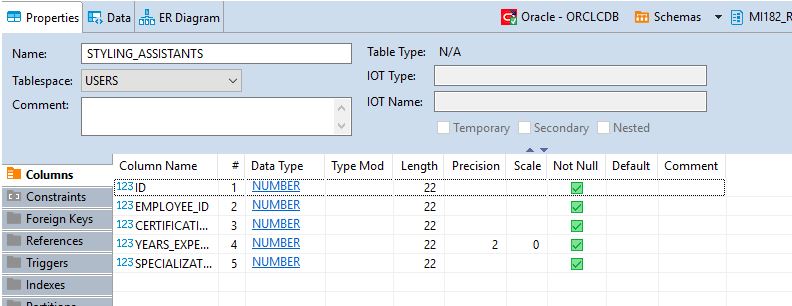 Properties Data ER Diagram Oracle - ORCLCDB Schemas MI182_R
Name: STYLING_ASSISTANTS Table Type: N/A
Tablespace: USERS IOT Type:
Comment: IOT Name:
Temporary Secondary Nested
Column Name # Data Type Type Mod Length Precision Scale Not Null Default Comment
Columns
Constraints
Foreign Keys
References
Triggers
Indexes
123 ID 1 NUMBER 22
123 EMPLOYEE_ID 2 NUMBER 22
123 CERTIFICATI... 3 NUMBER 22
123 YEARS_EXPE... 4 NUMBER 22 2 0
123 SPECIALIZAT... 5 NUMBER 22